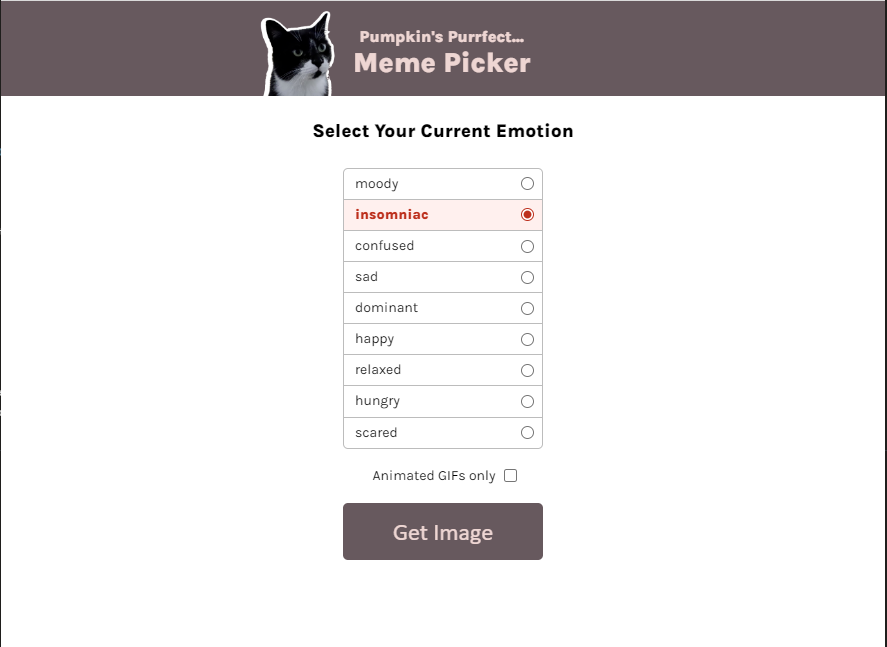 Pumpkin's Purrfect...
Meme Picker
Select Your Current Emotion
moody
insomniac
confused
sad
dominant
happy
relaxed
hungry
scared
Animated GIFs only
Get Image